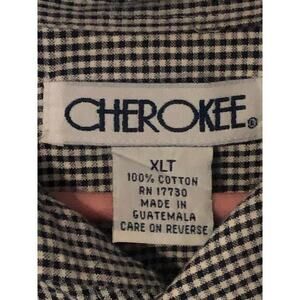 CHEROKEE®
XLT
100% COTTON
RN 17730
MADE IN
GUATEMALA
CARE ON REVERSE